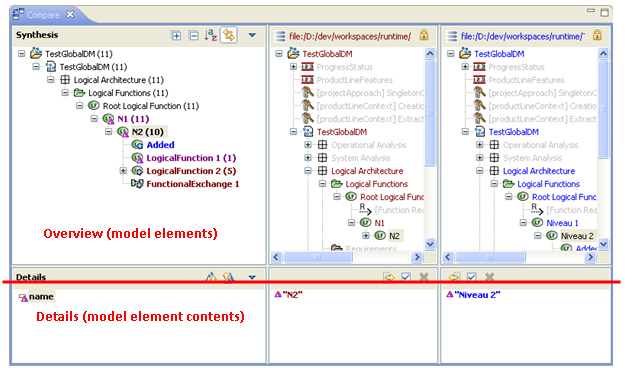 Compare
Synthesis
TestGlobalDM (11)
TestGlobalDM (11)
Logical Architecture (11)
Logical Functions (11)
Root Logical Function (11)
N1 (11)
N2 (10)
Added
LogicalFunction 1 (1)
LogicalFunction 2 (5)
FunctionalExchange 1
Overview (model elements)
file:/D:/dev/workspaces/runtime/
TestGlobalDM
ProgressStatus
ProductLineFeatures
[projectApproach] SingletonC
[productLineContext] Creatio
[productLineContext] Extract
TestGlobalDM
Operational Analysis
System Analysis
Logical Architecture
Logical Functions
Root Logical Func
[Function Rea
N1
N2
Requirements
file:/D:/dev/workspaces/runtime/
TestGlobalDM
ProgressStatus
ProductLineFeatures
[projectApproach] Singleton
[productLineContext] Creati
[productLineContext] Extrac
TestGlobalDM
Operational Analysis
System Analysis
Logical Architecture
Logical Functions
Root Logical Fun
[Function Re
Niveau 1
Niveau 2
Added
Details
name
Details (model element contents)
"N2"
"Niveau 2"